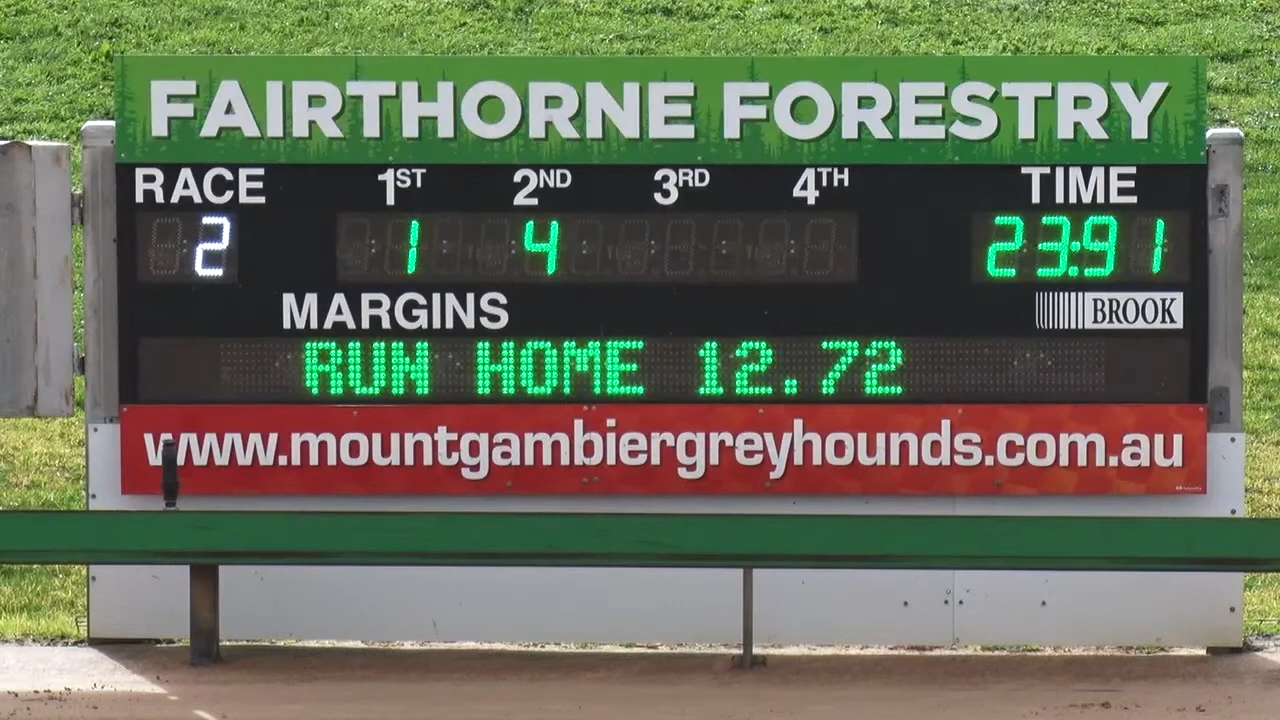 FAIRTHORNE FORESTRY
RACE 1ST 2ND 3RD 4TH TIME
2 1 4 23:91
MARGINS BROOK
RUN HOME 12.72
www.mountgambiergreyhounds.com.au